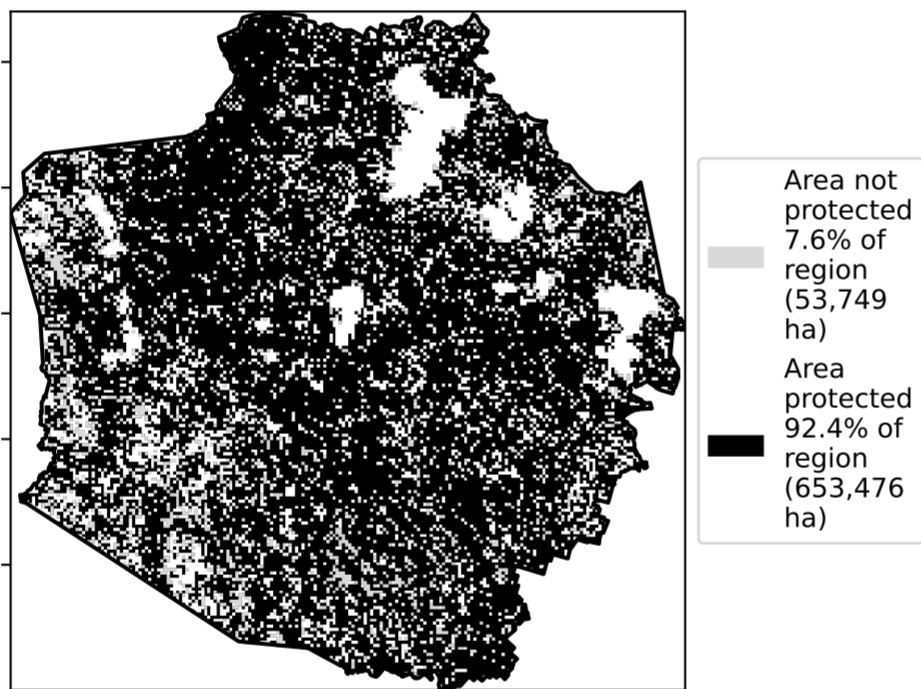 Area not
protected
7.6% of
region
(53,749
ha)
Area
protected
92.4% of
region
(653,476
ha)